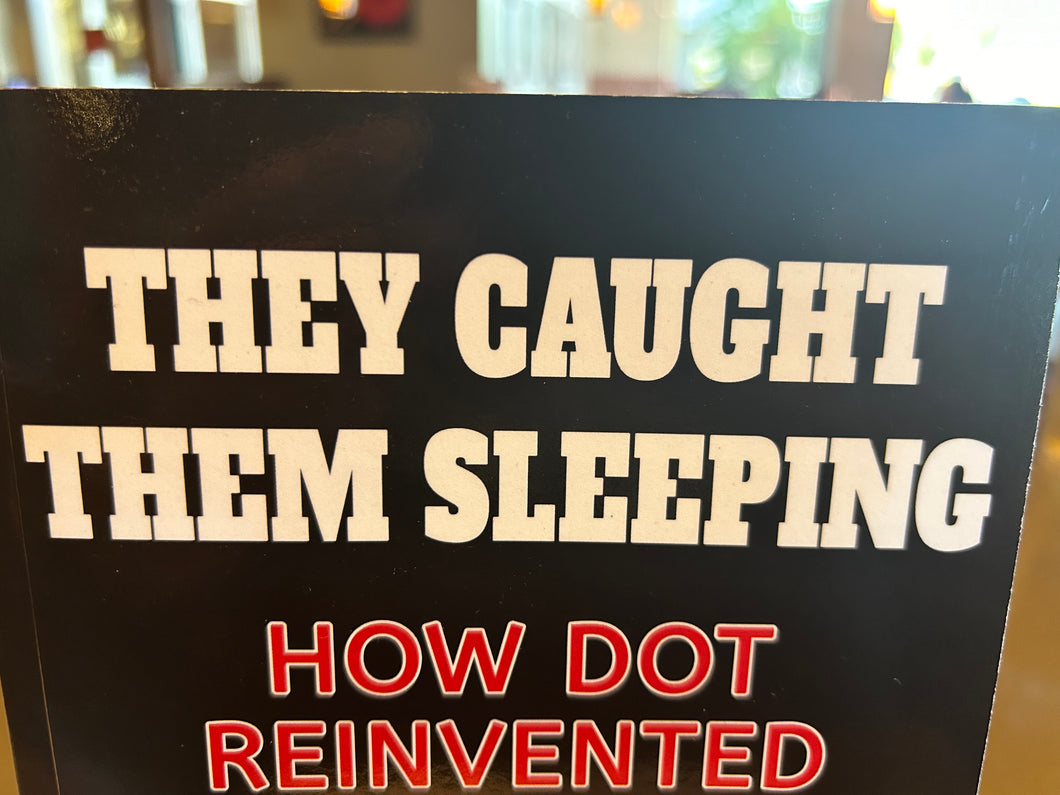 THEY CAUGHT
THEM SLEEPING
HOW DOT
REINVENTED